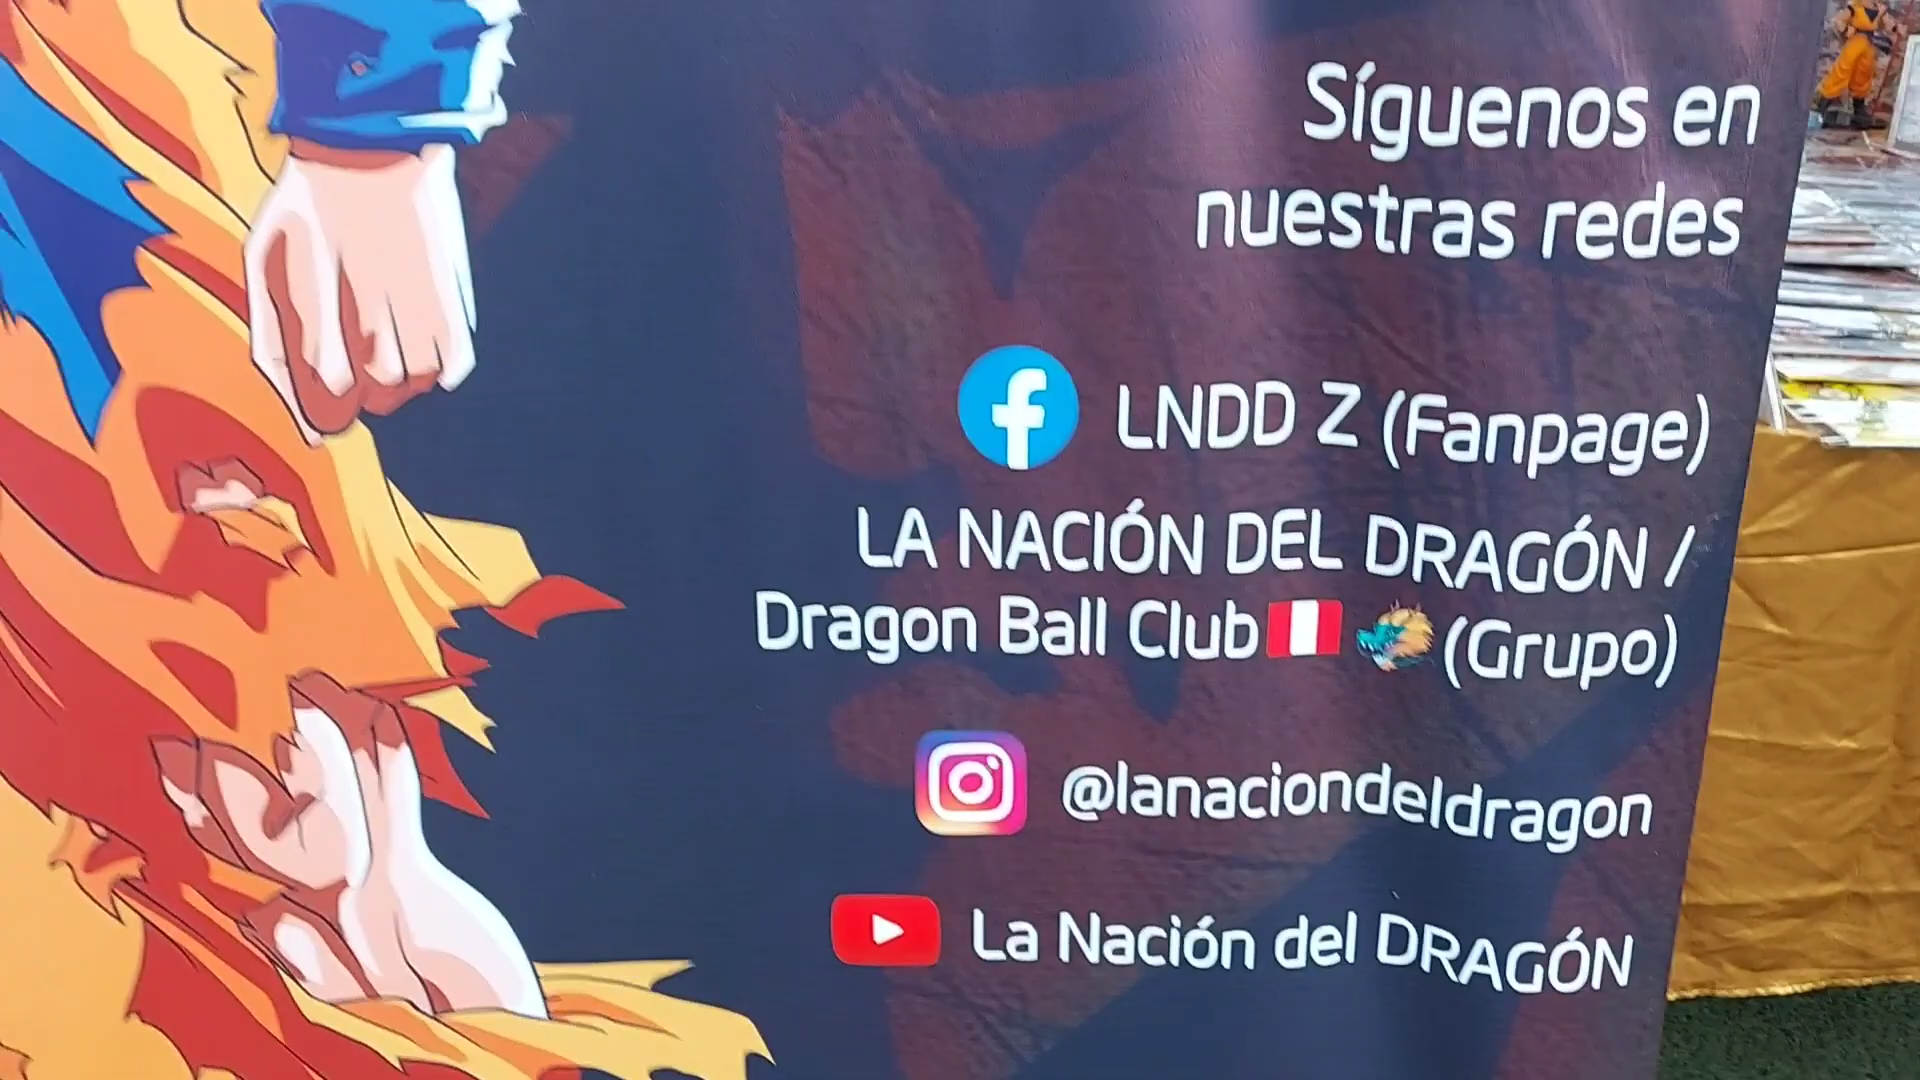 Síguenos en
nuestras redes
LNDD Z (Fanpage)
LA NACIÓN DEL DRAGÓN /
Dragon Ball Club (Grupo)
@lanaciondeldragon
La Nación del DRAGÓN